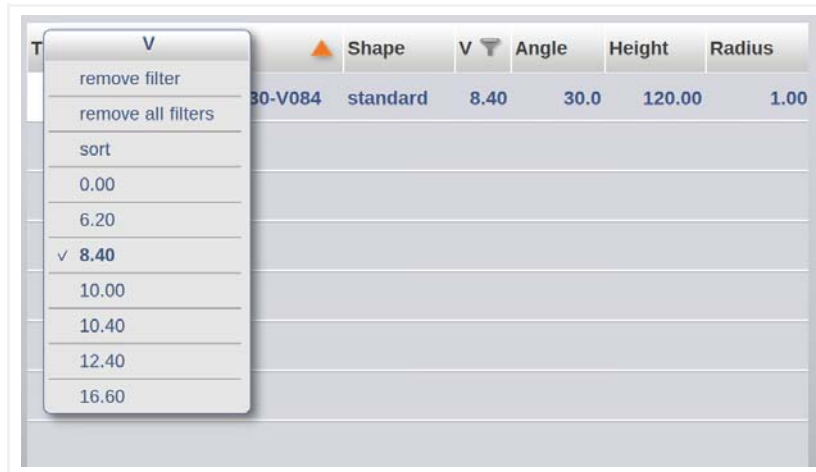 T
V
Shape
V
Angle
Height
Radius
30-V084
standard
8.40
30.0
120.00
1.00
remove filter
remove all filters
sort
0.00
6.20
✓ 8.40
10.00
10.40
12.40
16.60